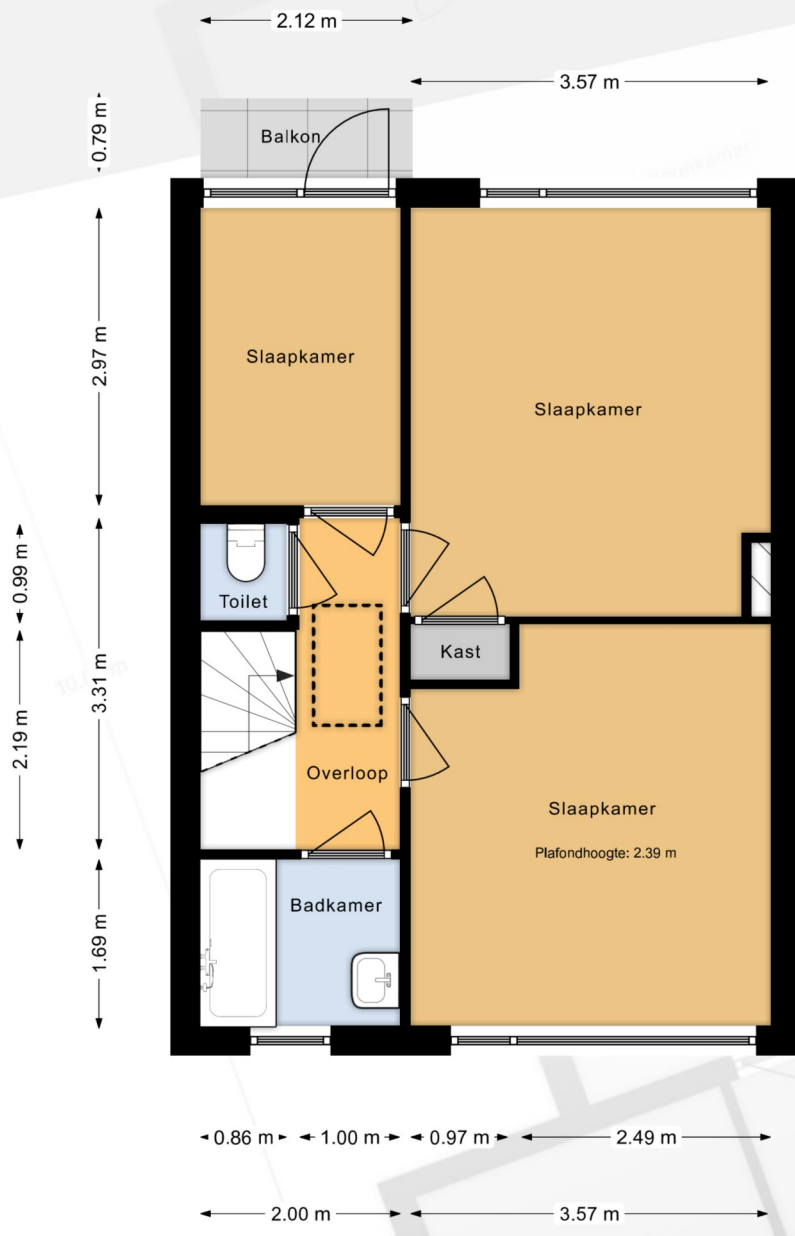 2.12 m
3.57 m
0.79 m
Balkon
2.97 m
Slaapkamer
Slaapkamer
0.99 m
Toilet
3.31 m
2.19 m
Kast
Overloop
Slaapkamer
Plafondhoogte: 2.39 m
1.69 m
Badkamer
0.86 m
1.00 m
0.97 m
2.49 m
2.00 m
3.57 m